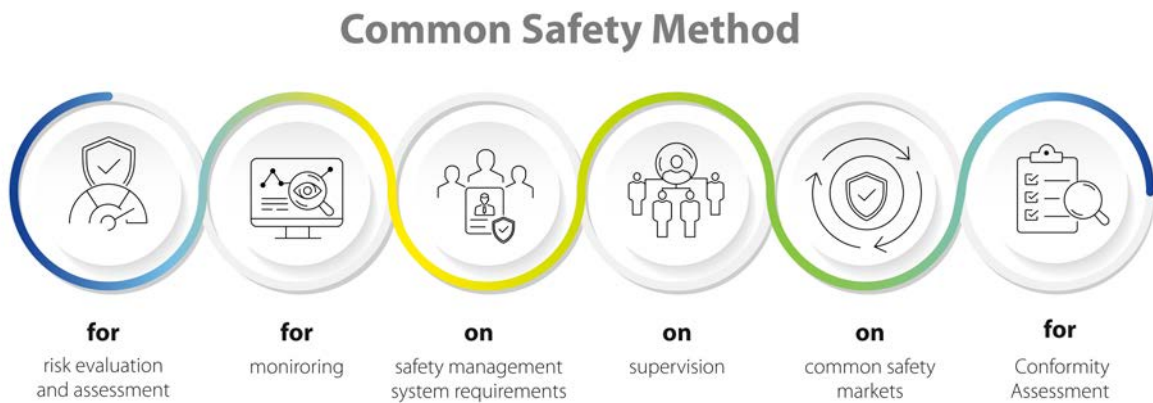 Common Safety Method
for
risk evaluation
and assessment
for
moniroring
on
safety management
system requirements
on
supervision
on
common safety
markets
for
Conformity
Assessment